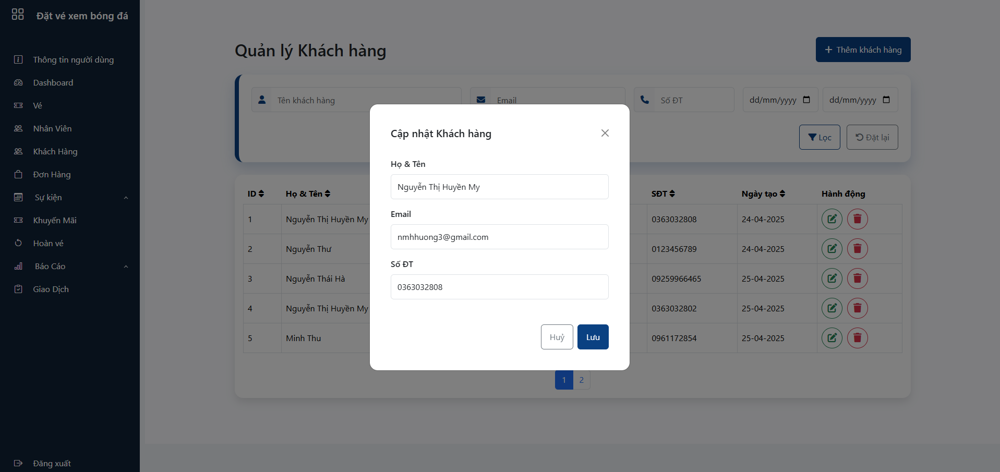 Đặt vé xem bóng đá
Thông tin người dùng
Dashboard
Vé
Nhân Viên
Khách Hàng
Đơn Hàng
Sự kiện
Khuyến Mãi
Hoàn vé
Báo Cáo
Giao Dịch
Đăng xuất
Quản lý Khách hàng
Thêm khách hàng
Tên khách hàng Email Số ĐT dd/mm/yyyy dd/mm/yyyy
Lọc Đặt lại
ID Họ & Tên SĐT Ngày tạo Hành động
1 Nguyễn Thị Huyền My 0363032808 24-04-2025
2 Nguyễn Thư 0123456789 24-04-2025
3 Nguyễn Thái Hà 09259966465 25-04-2025
4 Nguyễn Thị Huyền My 0363032802 25-04-2025
5 Minh Thu 0961172854 25-04-2025
1 2
Cập nhật Khách hàng
Họ & Tên
Nguyễn Thị Huyền My
Email
nmhhuong3@gmail.com
Số ĐT
0363032808
Huỷ Lưu